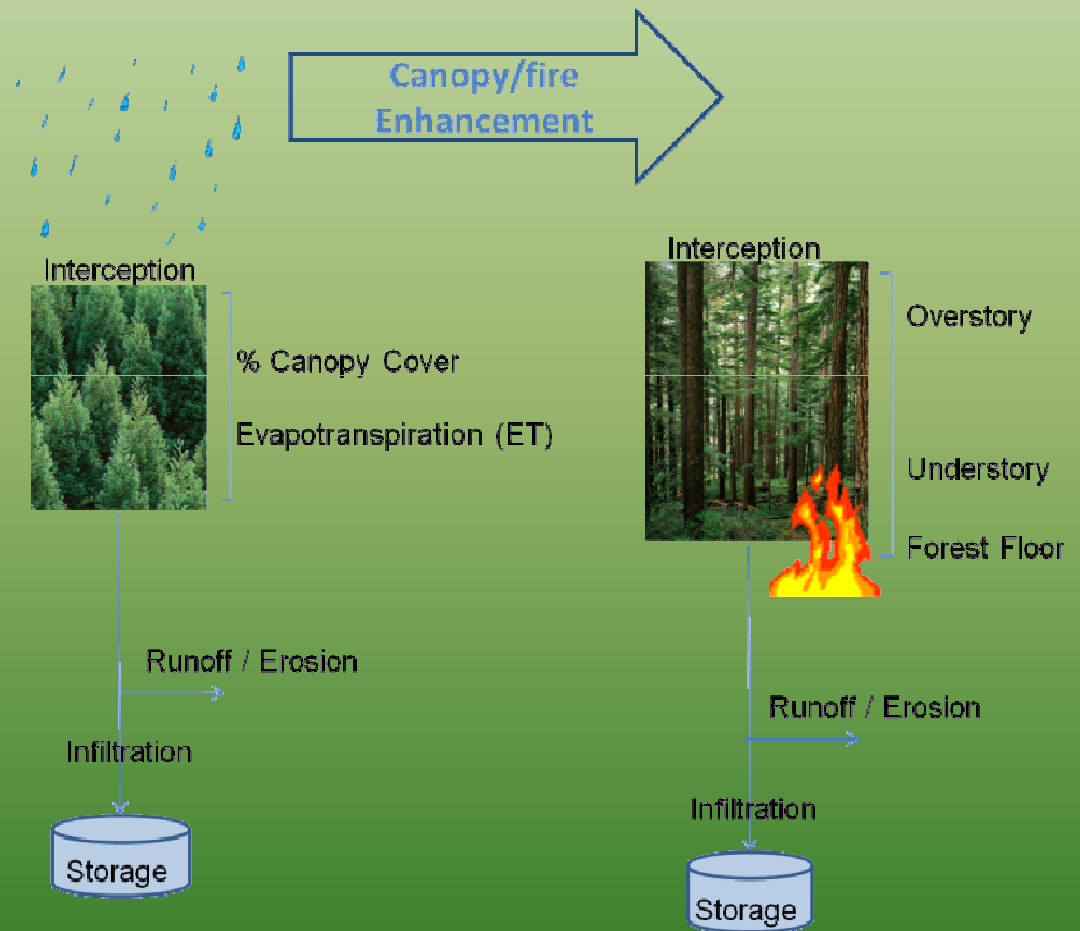 Canopy/fire
Enhancement
Interception
% Canopy Cover
Evapotranspiration (ET)
Runoff / Erosion
Infiltration
Storage
Interception
Overstory
Understory
Forest Floor
Runoff / Erosion
Infiltration
Storage